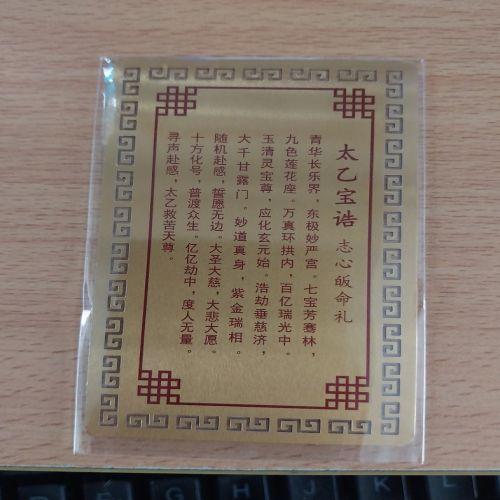 太乙宝诰 志心皈命礼
青华长乐界，东极妙严宫。七宝芳骞林，
九色莲花座。万真环拱内，百亿瑞光中。
玉清灵宝尊，应化玄元始。浩劫垂慈济，
大千甘露门。妙道真身，紫金瑞相。
随机赴感，誓愿无边。大圣大慈，大悲大愿。
十方化号，普渡众生。亿亿劫中，度人无量。
寻声赴感，太乙救苦天尊。